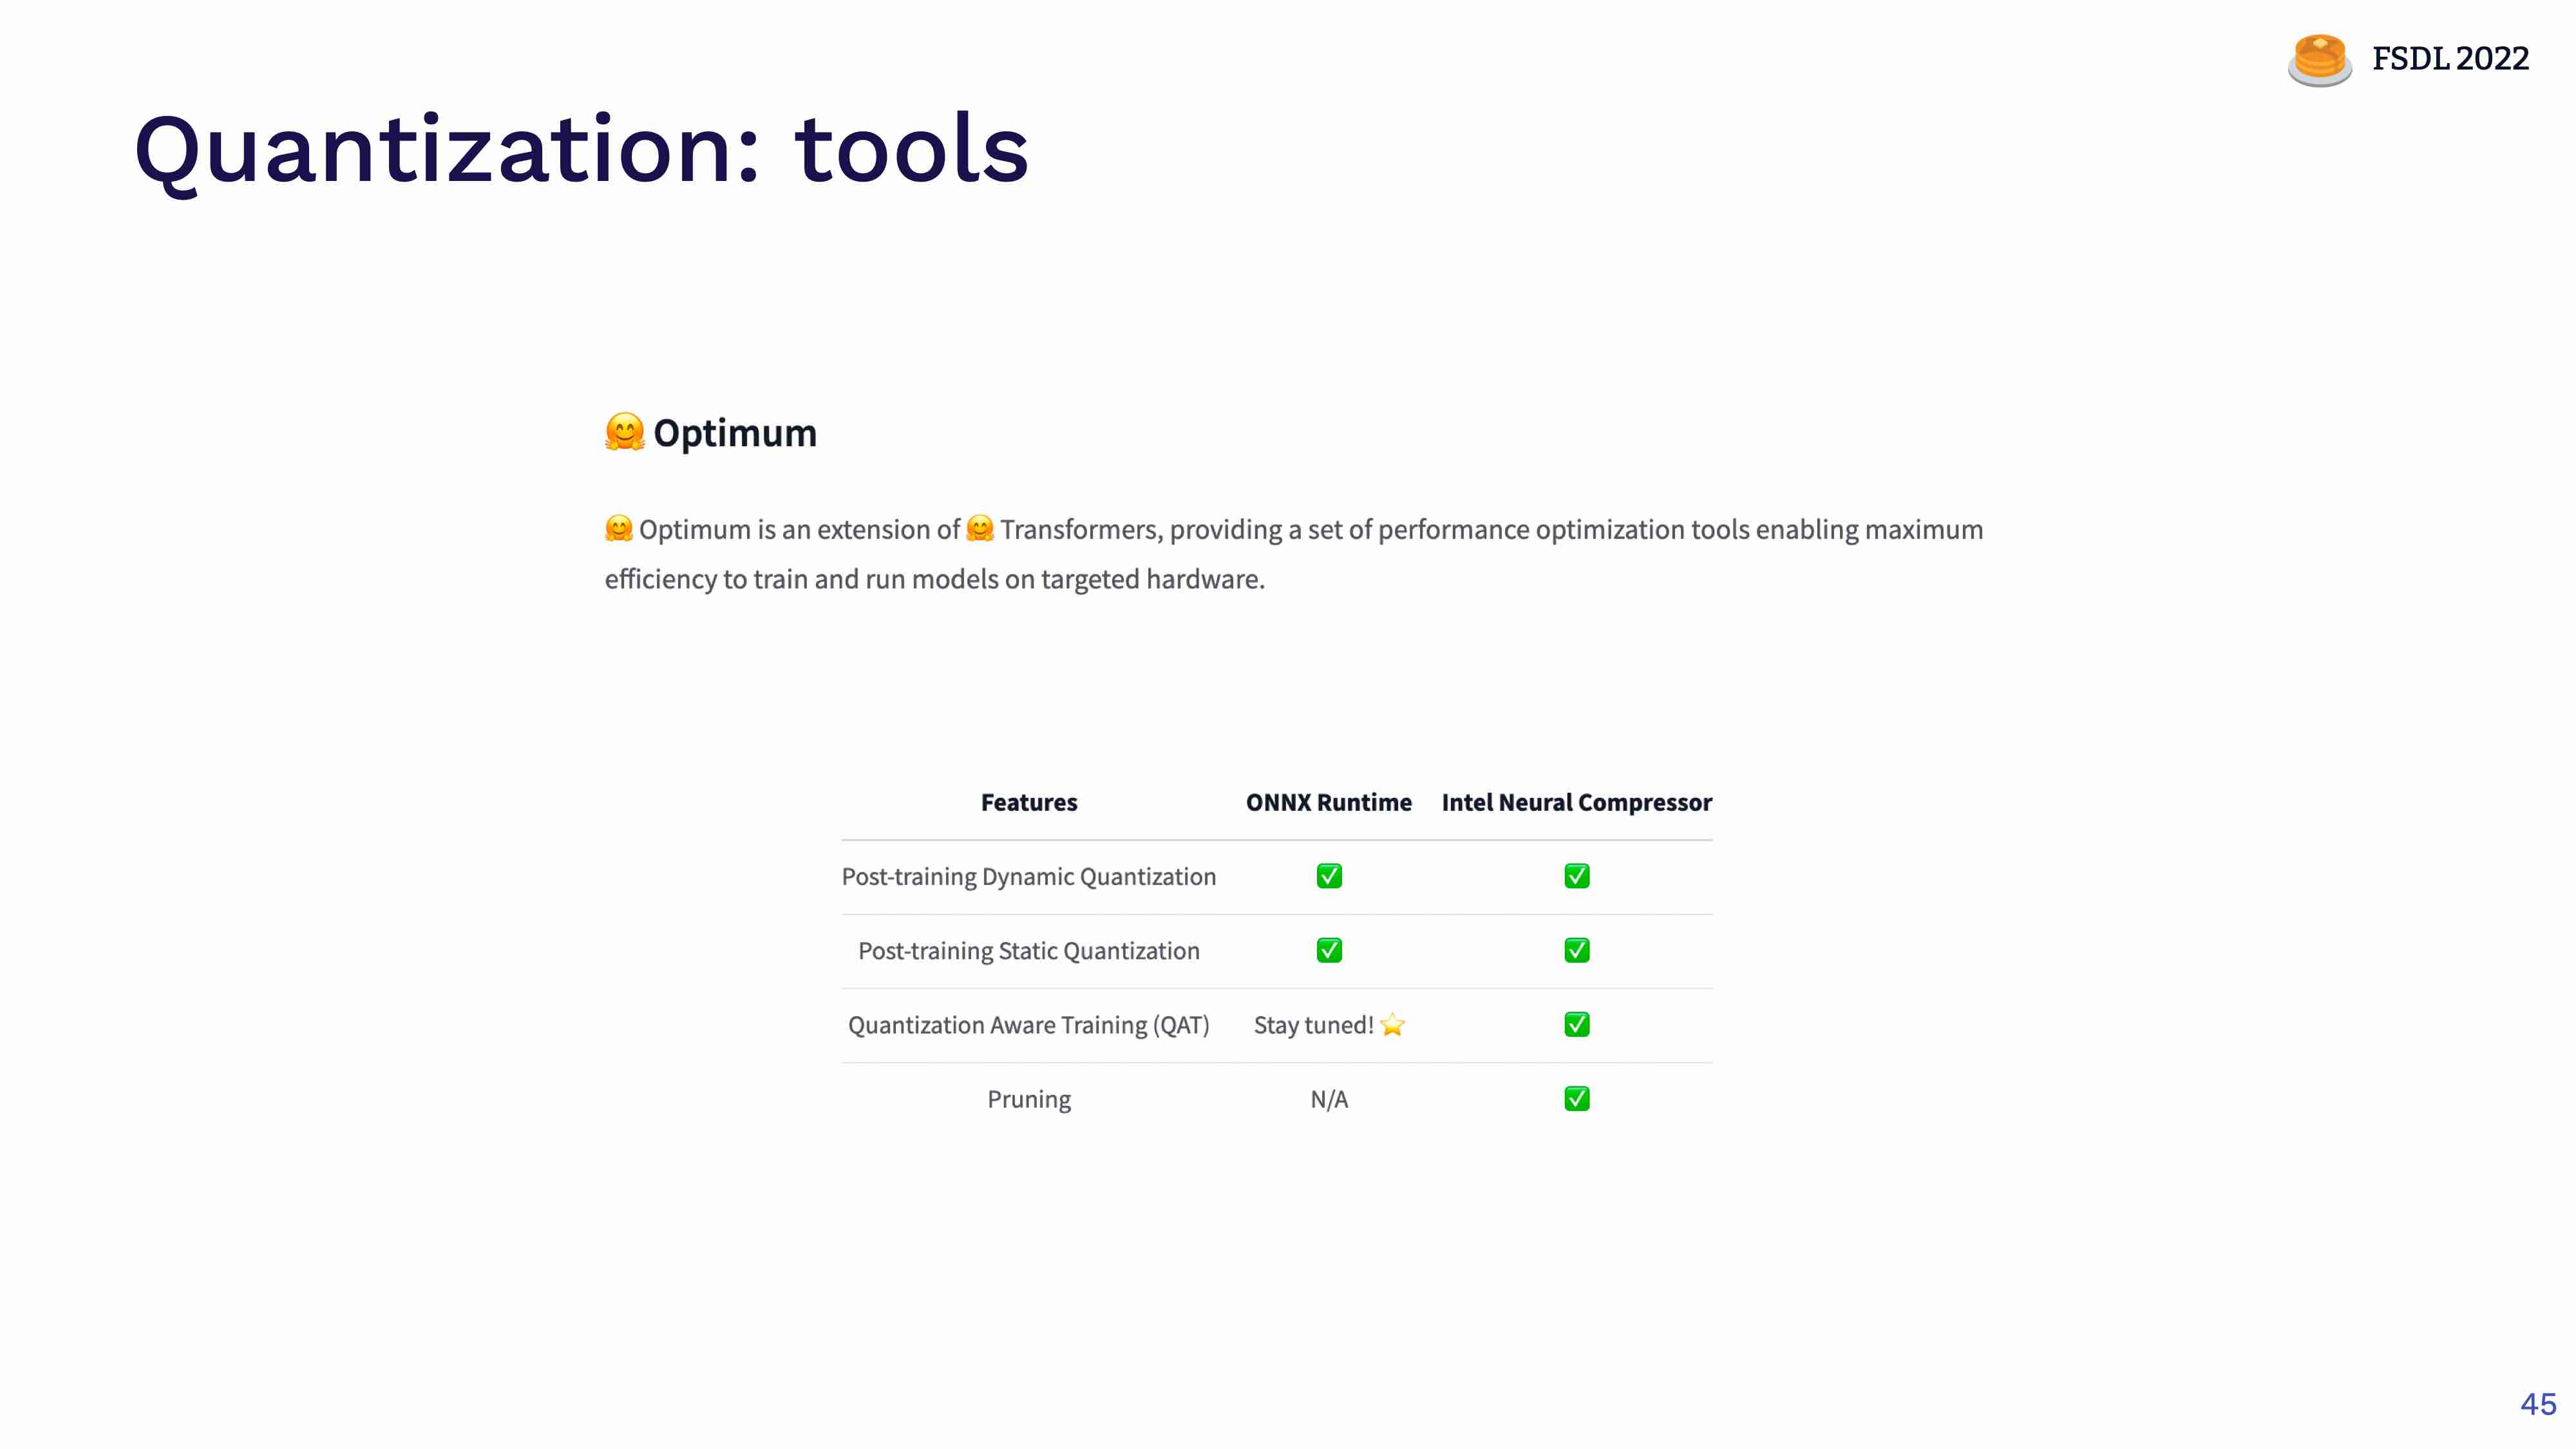 FSDL 2022
Quantization: tools
🤗 Optimum
🤗 Optimum is an extension of 🤗 Transformers, providing a set of performance optimization tools enabling maximum
efficiency to train and run models on targeted hardware.
Features ONNX Runtime Intel Neural Compressor
Post-training Dynamic Quantization ✅ ✅
Post-training Static Quantization ✅ ✅
Quantization Aware Training (QAT) Stay tuned! ⭐ ✅
Pruning N/A ✅
45